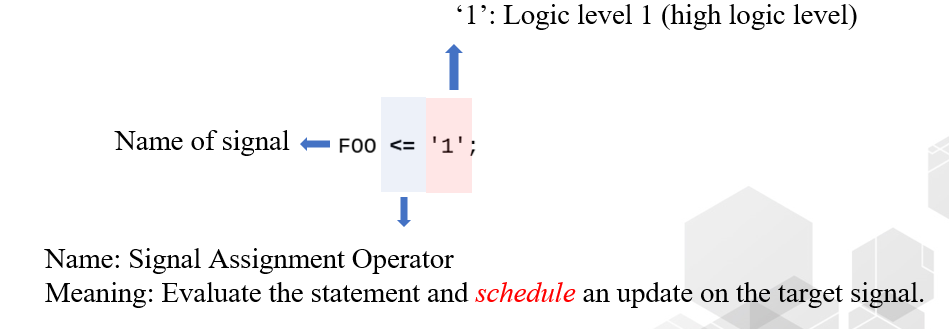 ‘1’: Logic level 1 (high logic level)
Name of signal
FOO <= '1';
Name: Signal Assignment Operator
Meaning: Evaluate the statement and schedule an update on the target signal.